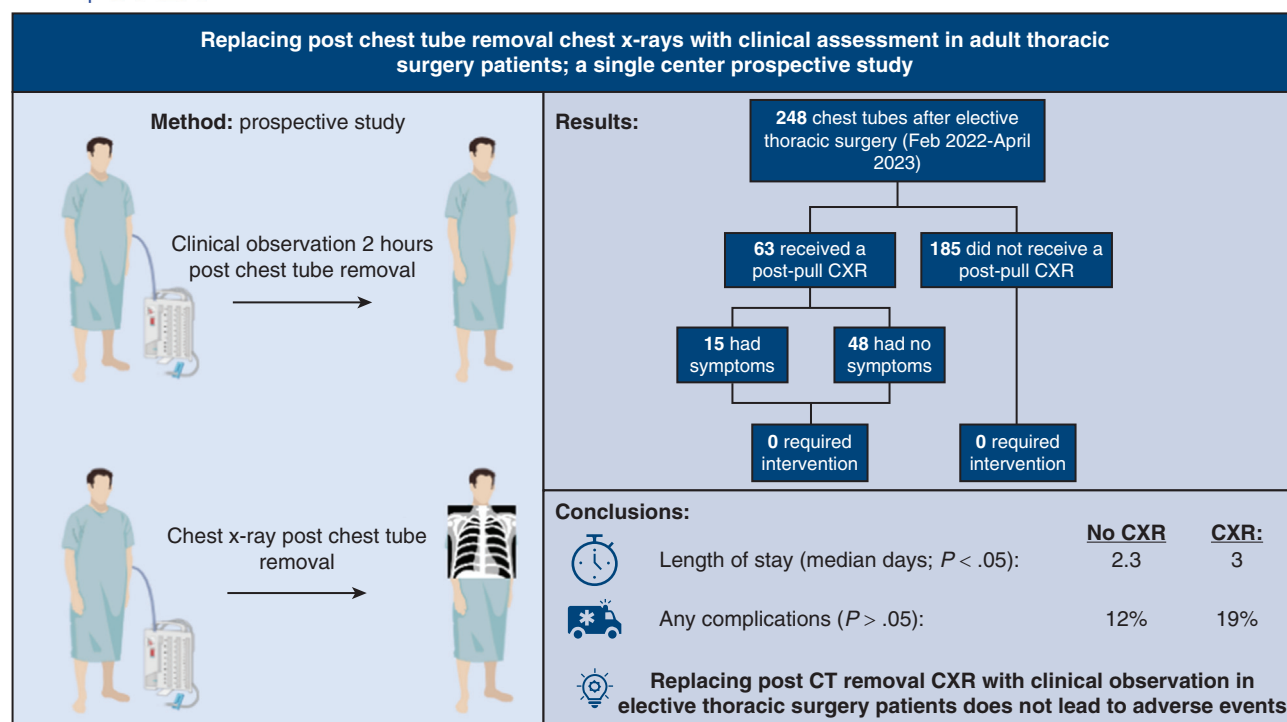 Replacing post chest tube removal chest x-rays with clinical assessment in adult thoracic
surgery patients; a single center prospective study
Method: prospective study
Clinical observation 2 hours
post chest tube removal
Chest x-ray post chest tube
removal
Results:
248 chest tubes after elective
thoracic surgery (Feb 2022-April
2023)
63 received a
post-pull CXR
185 did not receive a
post-pull CXR
15 had
symptoms
48 had no
symptoms
0 required
intervention
0 required
intervention
Conclusions:
No CXR CXR:
Length of stay (median days; P < .05): 2.3 3
Any complications (P > .05): 12% 19%
Replacing post CT removal CXR with clinical observation in
elective thoracic surgery patients does not lead to adverse events